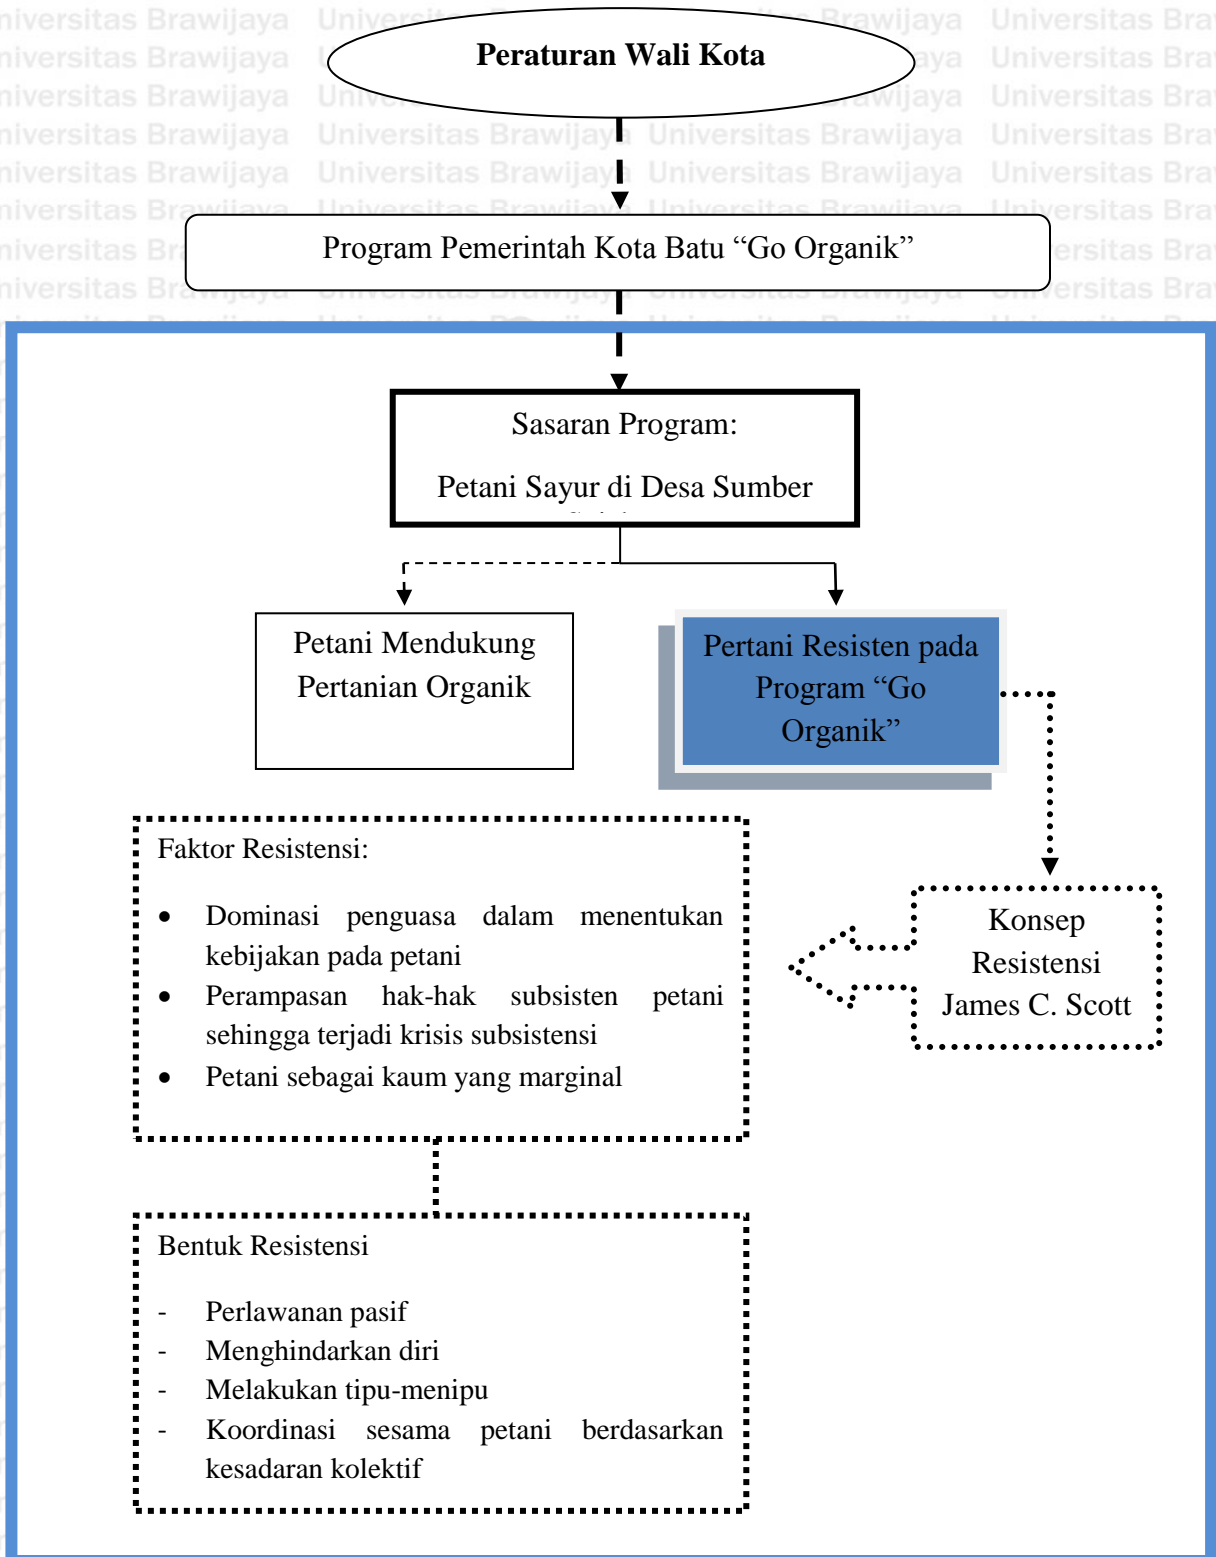 Peraturan Wali Kota
Program Pemerintah Kota Batu “Go Organik”
Sasaran Program:
Petani Sayur di Desa Sumber
Petani Mendukung
Pertanian Organik
Pertani Resisten pada
Program “Go
Organik”
Konsep
Resistensi
James C. Scott
Faktor Resistensi:
• Dominasi penguasa dalam menentukan
kebijakan pada petani
• Perampasan hak-hak subsisten petani
sehingga terjadi krisis subsistensi
• Petani sebagai kaum yang marginal
Bentuk Resistensi
- Perlawanan pasif
- Menghindarkan diri
- Melakukan tipu-menipu
- Koordinasi sesama petani berdasarkan
kesadaran kolektif
Universitas Brawijaya